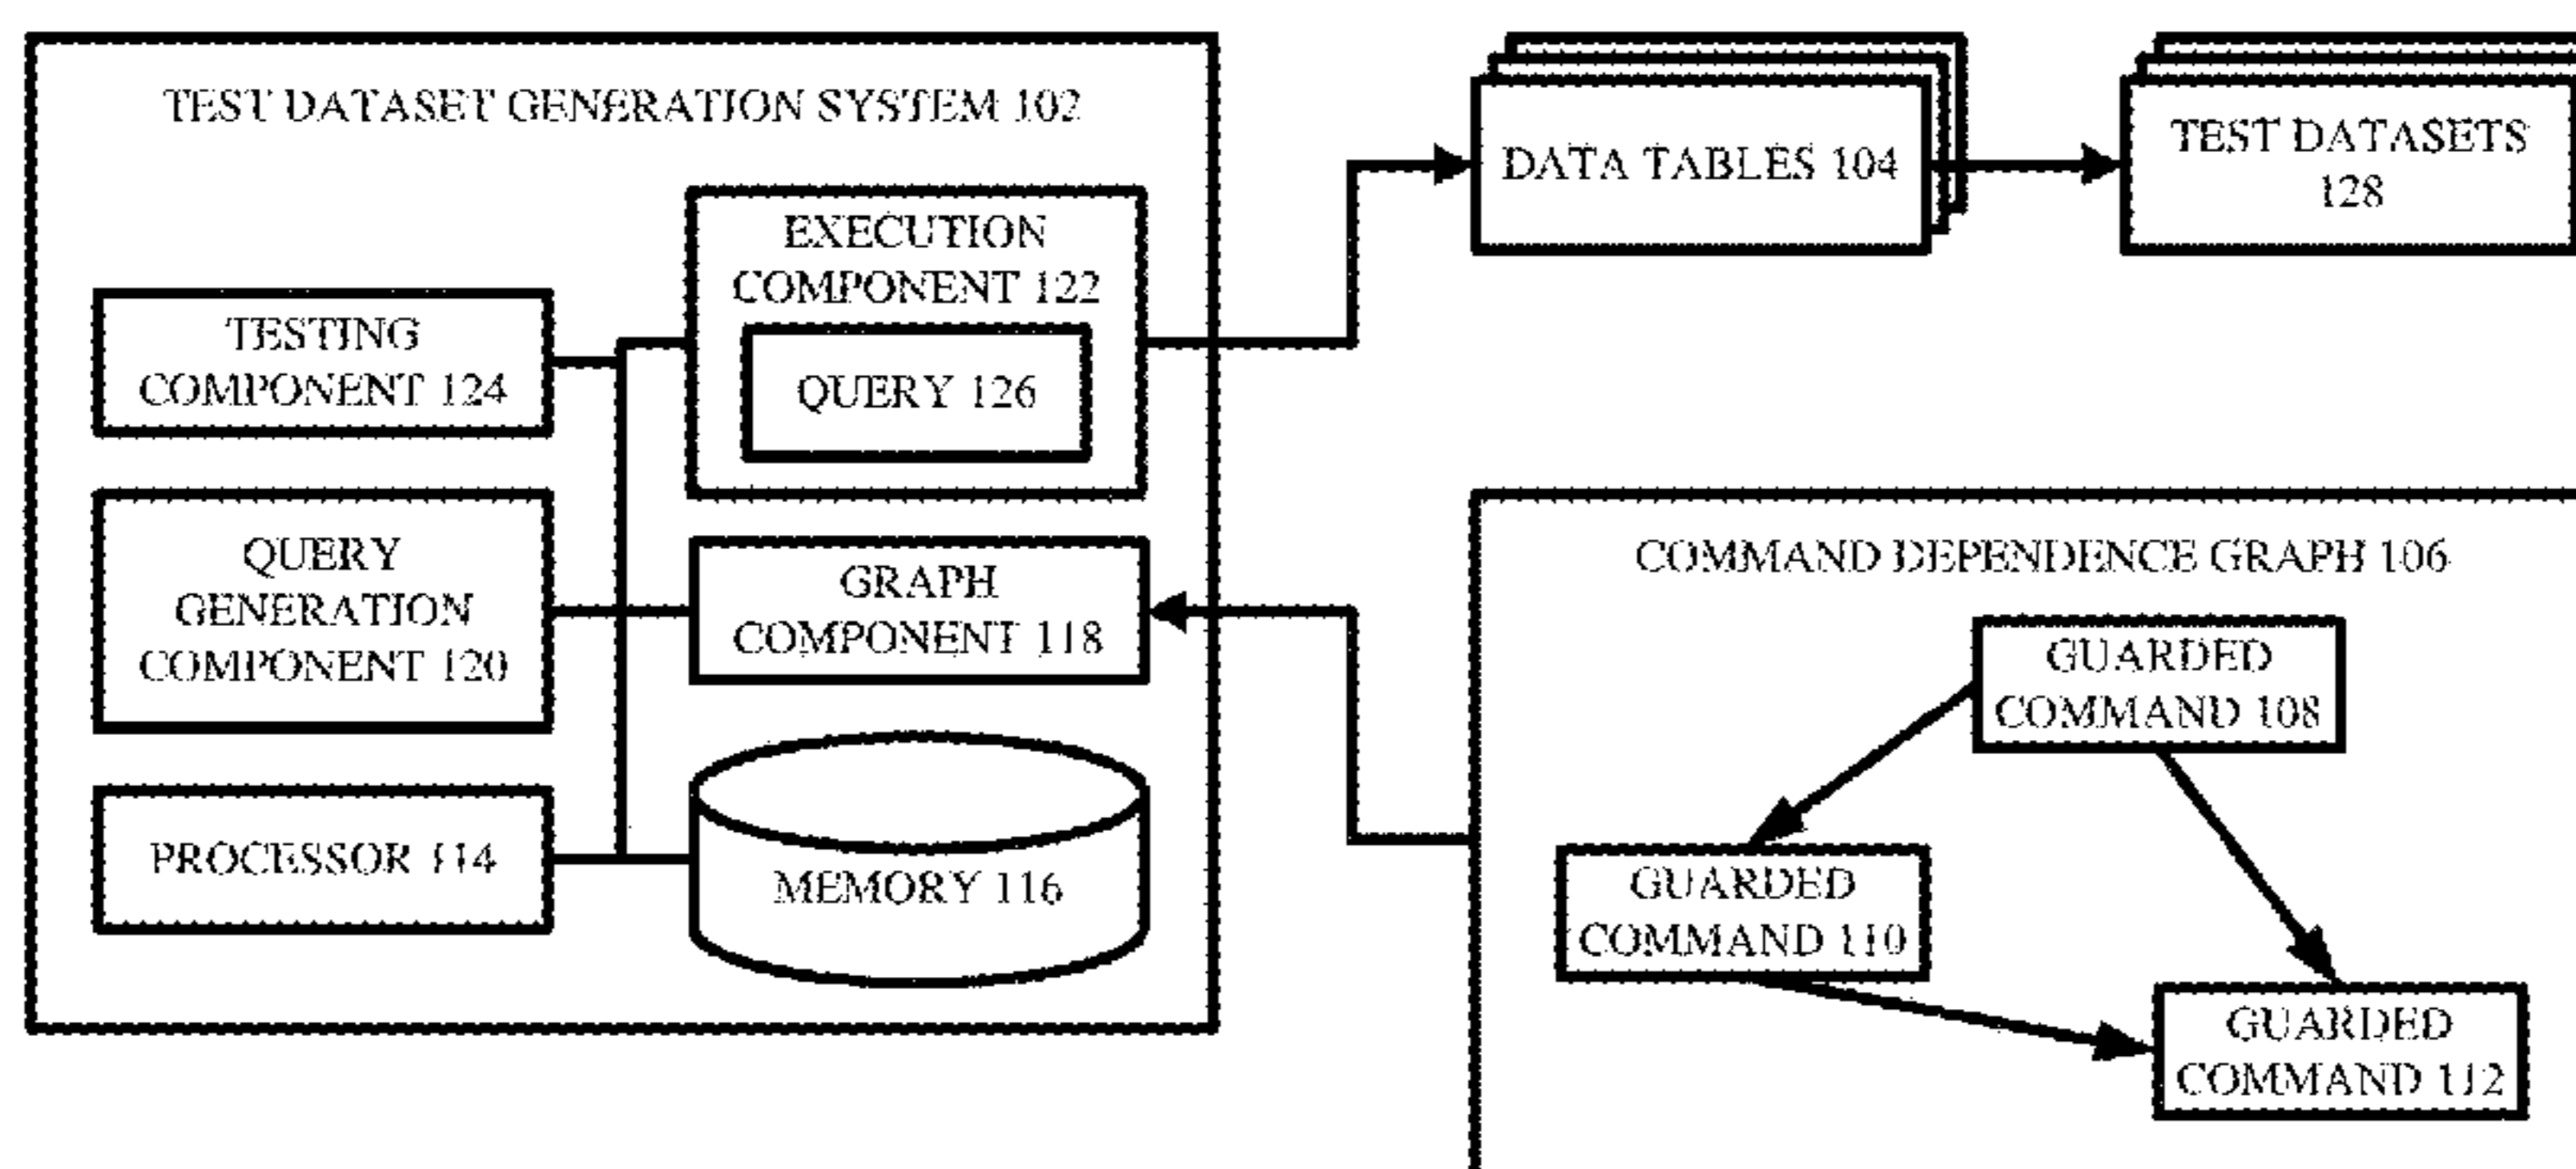 TEST DATASET GENERATION SYSTEM 102
EXECUTION
COMPONENT 122
QUERY 126
TESTING
COMPONENT 124
QUERY
GENERATION
COMPONENT 120
GRAPH
COMPONENT 118
PROCESSOR 114
MEMORY 116
DATA TABLES 104
TEST DATASETS
128
COMMAND DEPENDENCE GRAPH 106
GUARDED
COMMAND 108
GUARDED
COMMAND 110
GUARDED
COMMAND 112